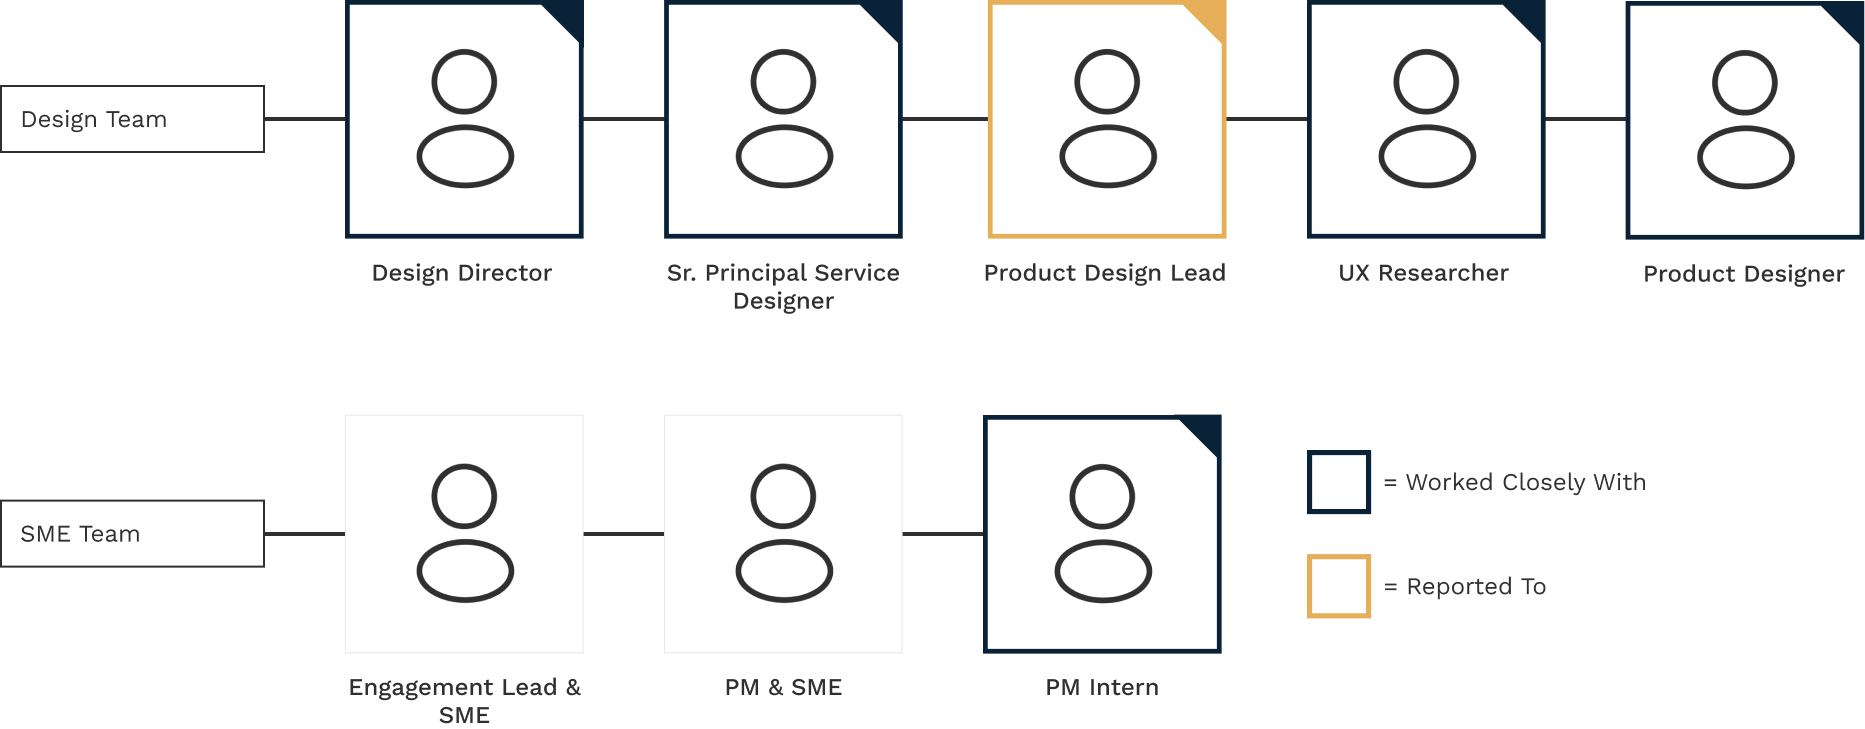 Design Team
Design Director
Sr. Principal Service
Designer
Product Design Lead
UX Researcher
Product Designer
SME Team
Engagement Lead &
SME
PM & SME
PM Intern
= Worked Closely With
= Reported To